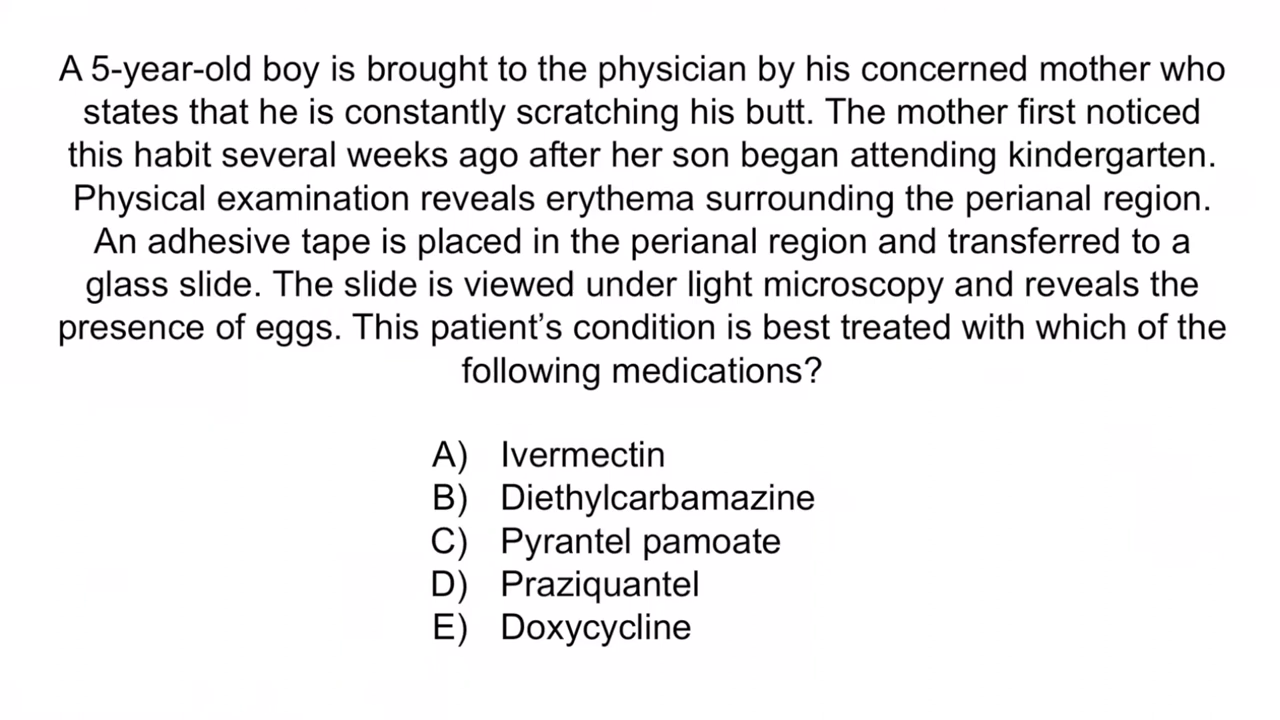 A 5-year-old boy is brought to the physician by his concerned mother who
states that he is constantly scratching his butt. The mother first noticed
this habit several weeks ago after her son began attending kindergarten.
Physical examination reveals erythema surrounding the perianal region.
An adhesive tape is placed in the perianal region and transferred to a
glass slide. The slide is viewed under light microscopy and reveals the
presence of eggs. This patient’s condition is best treated with which of the
following medications?
A) Ivermectin
B) Diethylcarbamazine
C) Pyrantel pamoate
D) Praziquantel
E) Doxycycline